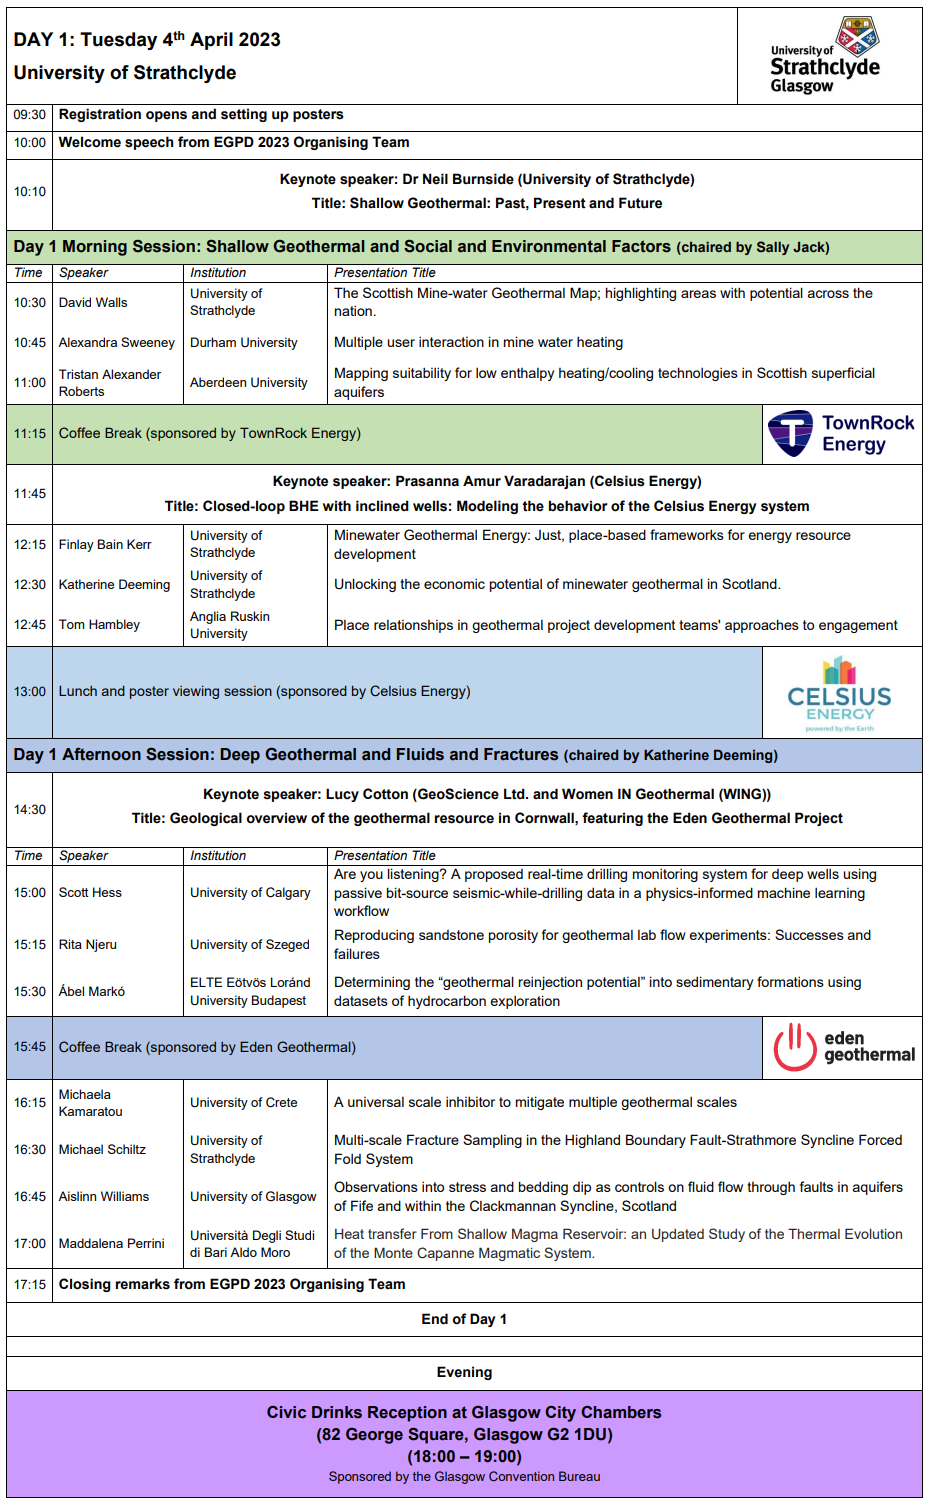 DAY 1: Tuesday 4th April 2023
University of Strathclyde
University of
Strathclyde
Glasgow
09:30 Registration opens and setting up posters
10:00 Welcome speech from EGPD 2023 Organising Team
10:10
Keynote speaker: Dr Neil Burnside (University of Strathclyde)
Title: Shallow Geothermal: Past, Present and Future
Day 1 Morning Session: Shallow Geothermal and Social and Environmental Factors (chaired by Sally Jack)
Time Speaker Institution Presentation Title
10:30 David Walls
University of
Strathclyde
The Scottish Mine-water Geothermal Map; highlighting areas with potential across the
nation.
10:45 Alexandra Sweeney Durham University Multiple user interaction in mine water heating
11:00
Tristan Alexander
Roberts
Aberdeen University
Mapping suitability for low enthalpy heating/cooling technologies in Scottish superficial
aquifers
11:15 Coffee Break (sponsored by TownRock Energy)
TownRock
Energy
11:45
Keynote speaker: Prasanna Amur Varadarajan (Celsius Energy)
Title: Closed-loop BHE with inclined wells: Modeling the behavior of the Celsius Energy system
12:15 Finlay Bain Kerr
University of
Strathclyde
Minewater Geothermal Energy: Just, place-based frameworks for energy resource
development
12:30 Katherine Deeming
University of
Strathclyde
Unlocking the economic potential of minewater geothermal in Scotland.
12:45 Tom Hambley
Anglia Ruskin
University
Place relationships in geothermal project development teams' approaches to engagement
13:00 Lunch and poster viewing session (sponsored by Celsius Energy)
CELSIUS
ENERGY
powered by the Earth
Day 1 Afternoon Session: Deep Geothermal and Fluids and Fractures (chaired by Katherine Deeming)
14:30
Keynote speaker: Lucy Cotton (GeoScience Ltd. and Women IN Geothermal (WING))
Title: Geological overview of the geothermal resource in Cornwall, featuring the Eden Geothermal Project
Time Speaker Institution Presentation Title
15:00 Scott Hess University of Calgary
Are you listening? A proposed real-time drilling monitoring system for deep wells using
passive bit-source seismic-while-drilling data in a physics-informed machine learning
workflow
15:15 Rita Njeru University of Szeged
Reproducing sandstone porosity for geothermal lab flow experiments: Successes and
failures
15:30 Ábel Markó
ELTE Eötvös Loránd
University Budapest
Determining the “geothermal reinjection potential” into sedimentary formations using
datasets of hydrocarbon exploration
15:45 Coffee Break (sponsored by Eden Geothermal)
eden
geothermal
16:15
Michaela
Kamaratou
University of Crete A universal scale inhibitor to mitigate multiple geothermal scales
16:30 Michael Schiltz
University of
Strathclyde
Multi-scale Fracture Sampling in the Highland Boundary Fault-Strathmore Syncline Forced
Fold System
16:45 Aislinn Williams University of Glasgow
Observations into stress and bedding dip as controls on fluid flow through faults in aquifers
of Fife and within the Clackmannan Syncline, Scotland
17:00 Maddalena Perrini
Università Degli Studi
di Bari Aldo Moro
Heat transfer From Shallow Magma Reservoir: an Updated Study of the Thermal Evolution
of the Monte Capanne Magmatic System.
17:15 Closing remarks from EGPD 2023 Organising Team
End of Day 1
Evening
Civic Drinks Reception at Glasgow City Chambers
(82 George Square, Glasgow G2 1DU)
(18:00 – 19:00)
Sponsored by the Glasgow Convention Bureau